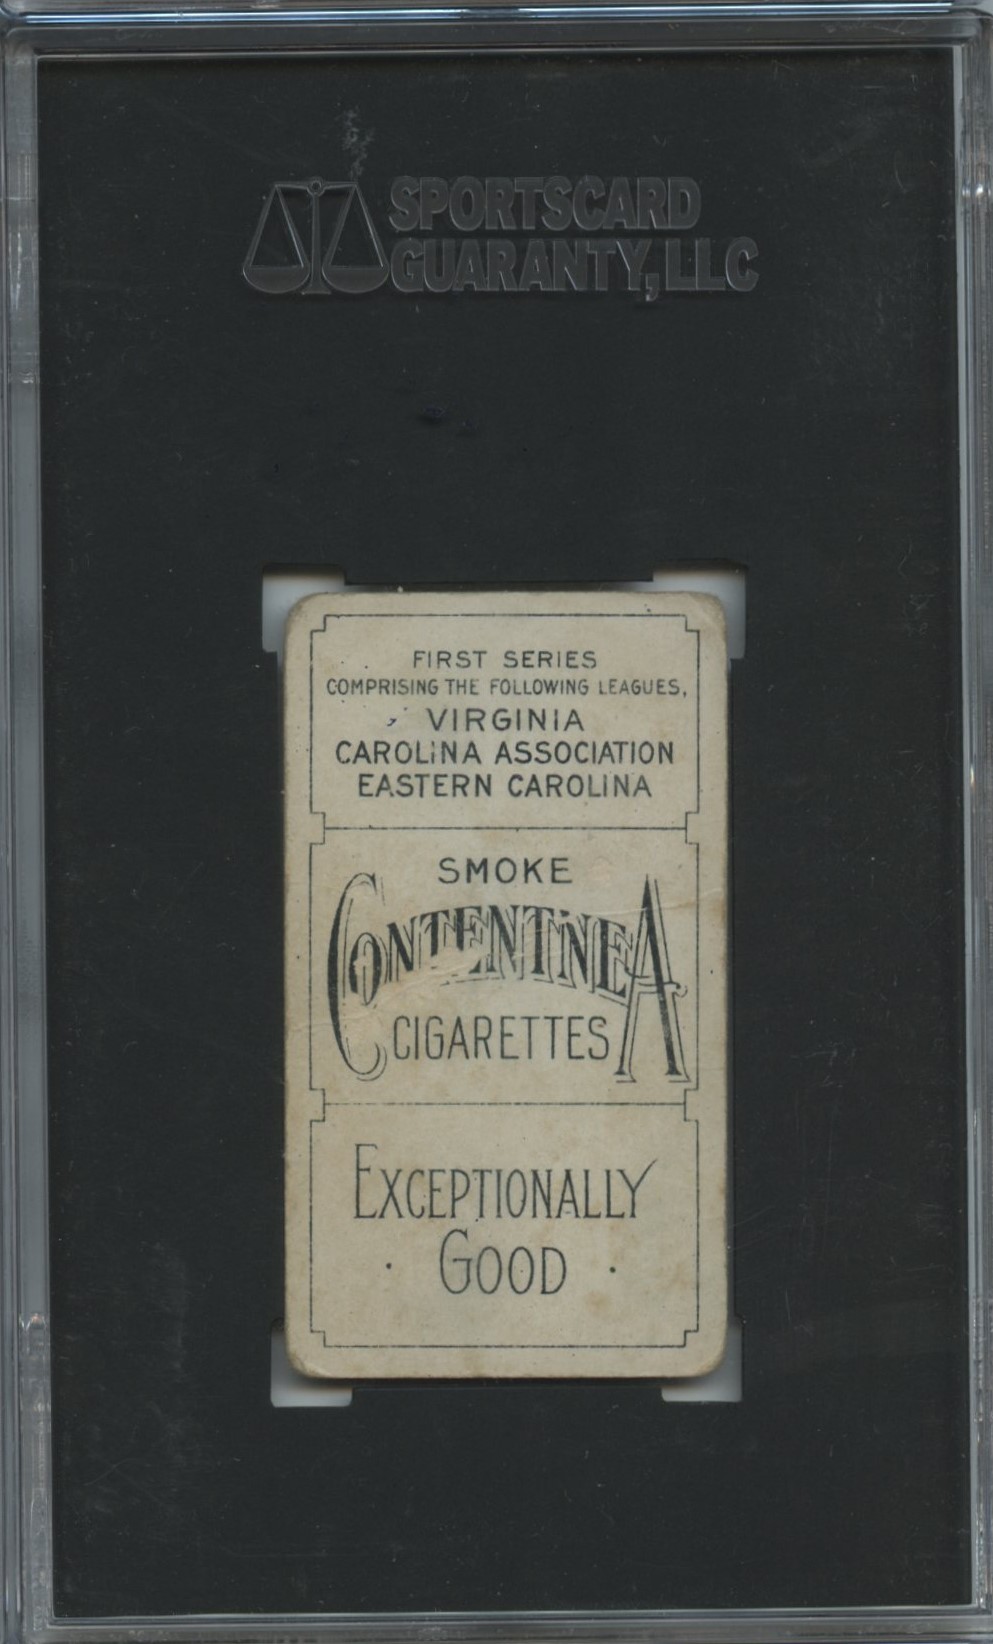 SPORTSCARD
GUARANTY, LLC
FIRST SERIES
COMPRISING THE FOLLOWING LEAGUES,
VIRGINIA
CAROLINA ASSOCIATION
EASTERN CAROLINA
SMOKE
CONTENTNEA
CIGARETTES
EXCEPTIONALLY
· GOOD ·